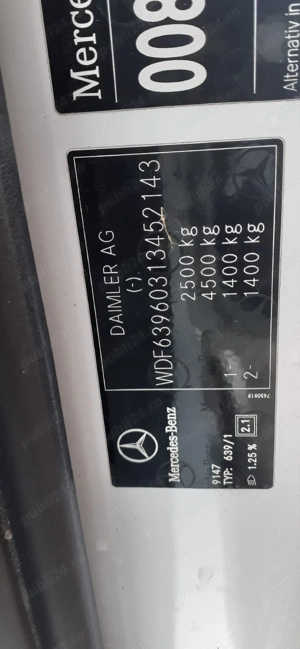 Merce
008
Alternativ in
DAIMLER AG
(-)
WDF63960313452143
2500 kg
4500 kg
1- 1400 kg
2- 1400 kg
7450919
Mercedes-Benz
9147
TYP: 639/1
2.1
1.25 %